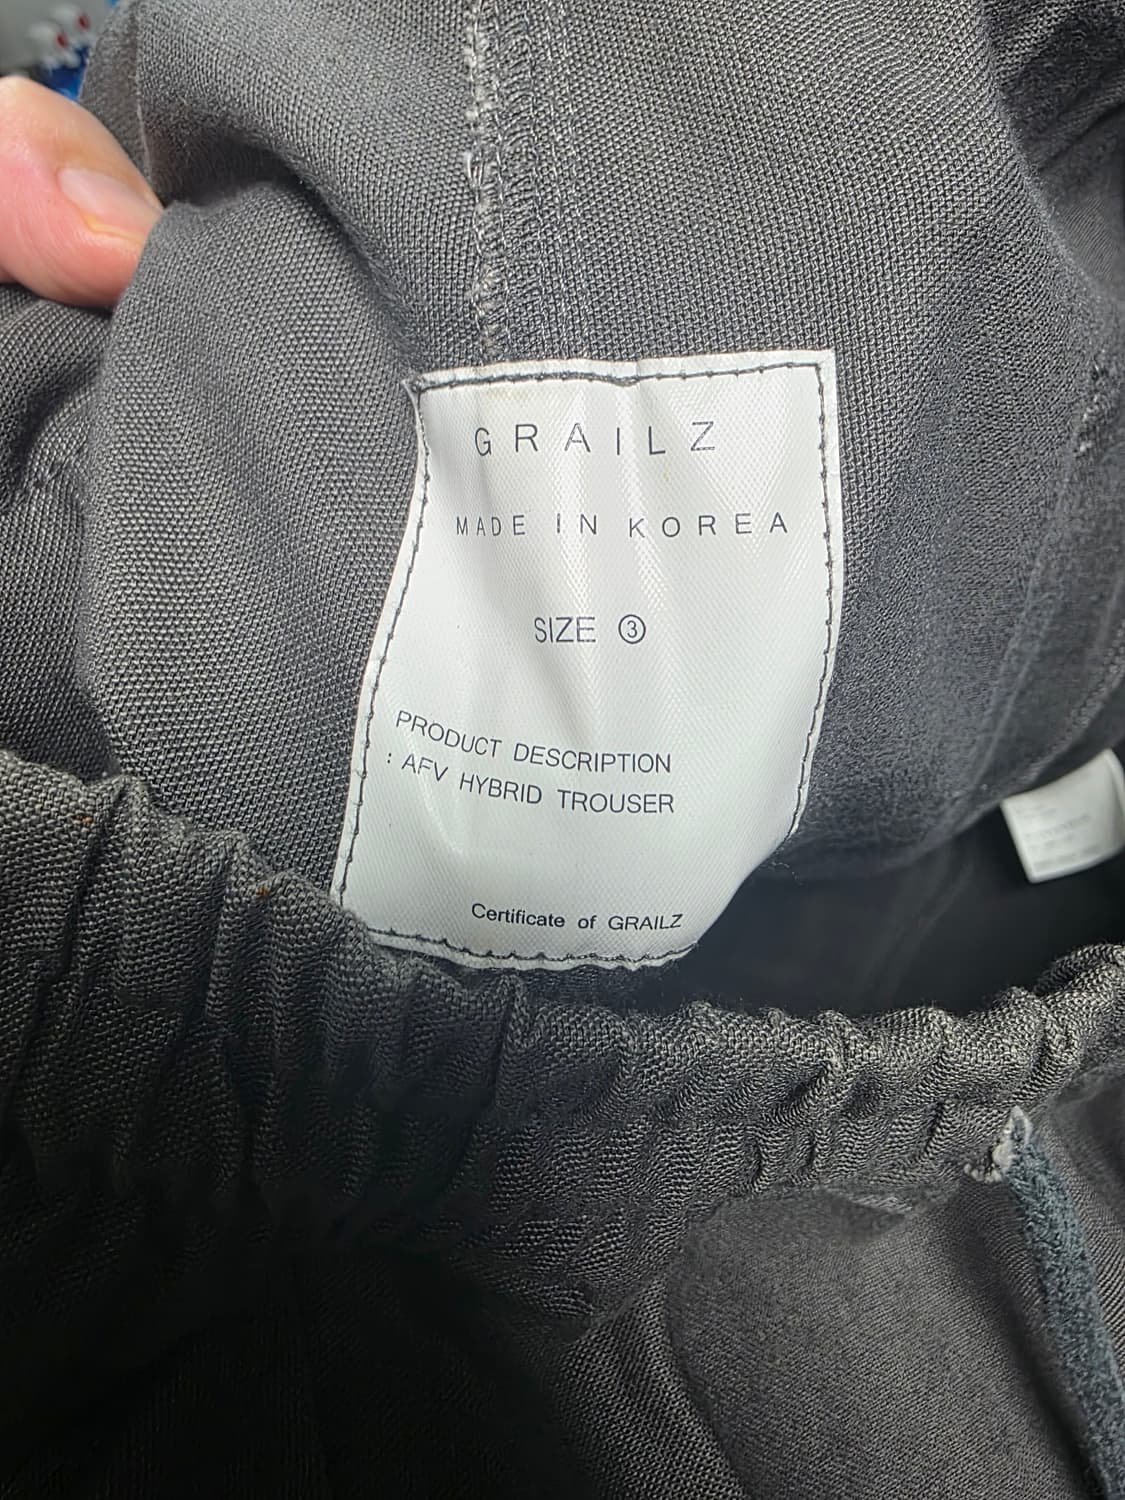 GRAILZ
MADE IN KOREA
SIZE ③
PRODUCT DESCRIPTION
: AFV HYBRID TROUSER
Certificate of GRAILZ